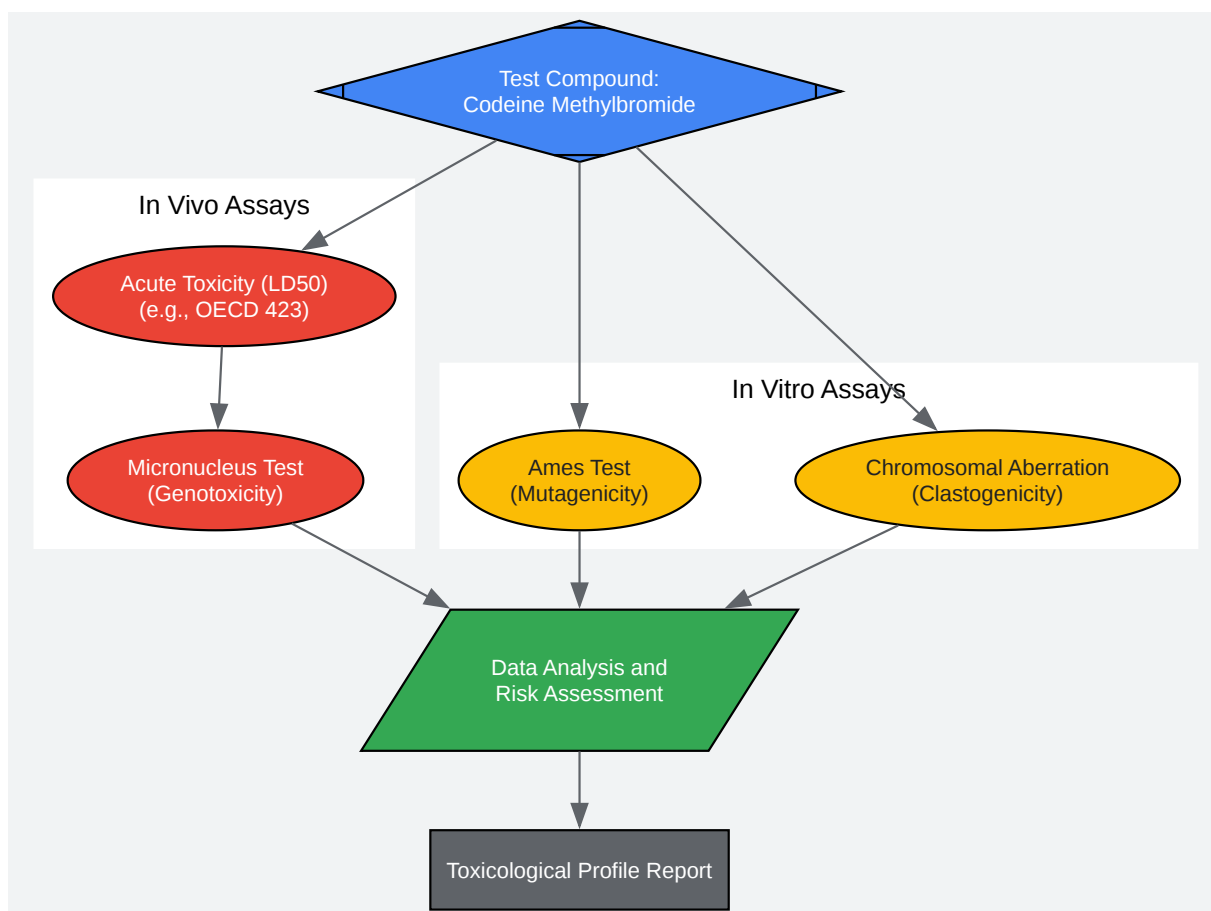 Test Compound:
Codeine Methylbromide
In Vivo Assays
Acute Toxicity (LD50)
(e.g., OECD 423)
In Vitro Assays
Micronucleus Test
(Genotoxicity)
Ames Test
(Mutagenicity)
Chromosomal Aberration
(Clastogenicity)
Data Analysis and
Risk Assessment
Toxicological Profile Report